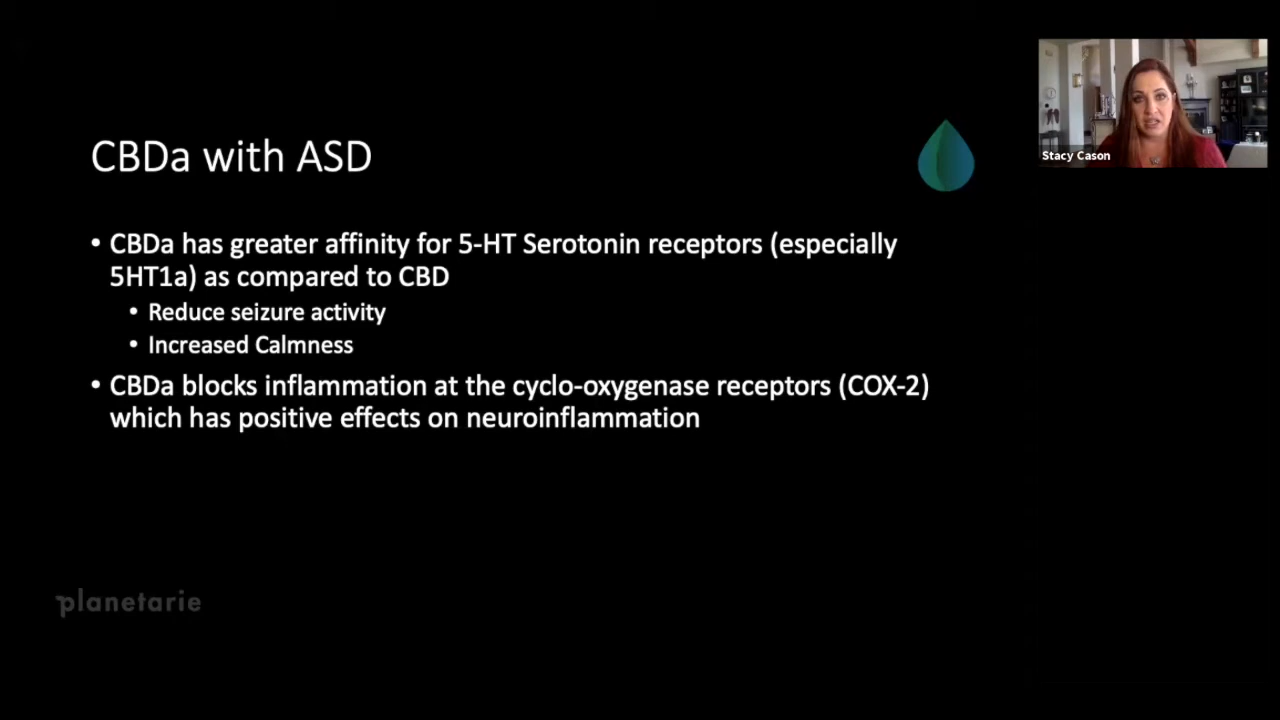 CBDa with ASD
Stacy Cason
• CBDa has greater affinity for 5-HT Serotonin receptors (especially
5HT1a) as compared to CBD
• Reduce seizure activity
• Increased Calmness
• CBDa blocks inflammation at the cyclo-oxygenase receptors (COX-2)
which has positive effects on neuroinflammation
planetarie